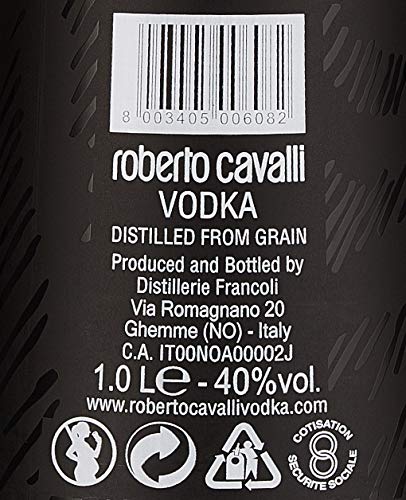 8 003405 006082
roberto cavalli
VODKA
DISTILLED FROM GRAIN
Produced and Bottled by
Distillerie Francoli
Via Romagnano 20
Ghemme (NO) - Italy
C.A. IT00NOA00002J
1.0 L℮ - 40%vol.
www.robertocavallivodka.com
COTISATION
SECURITE SOCIALE